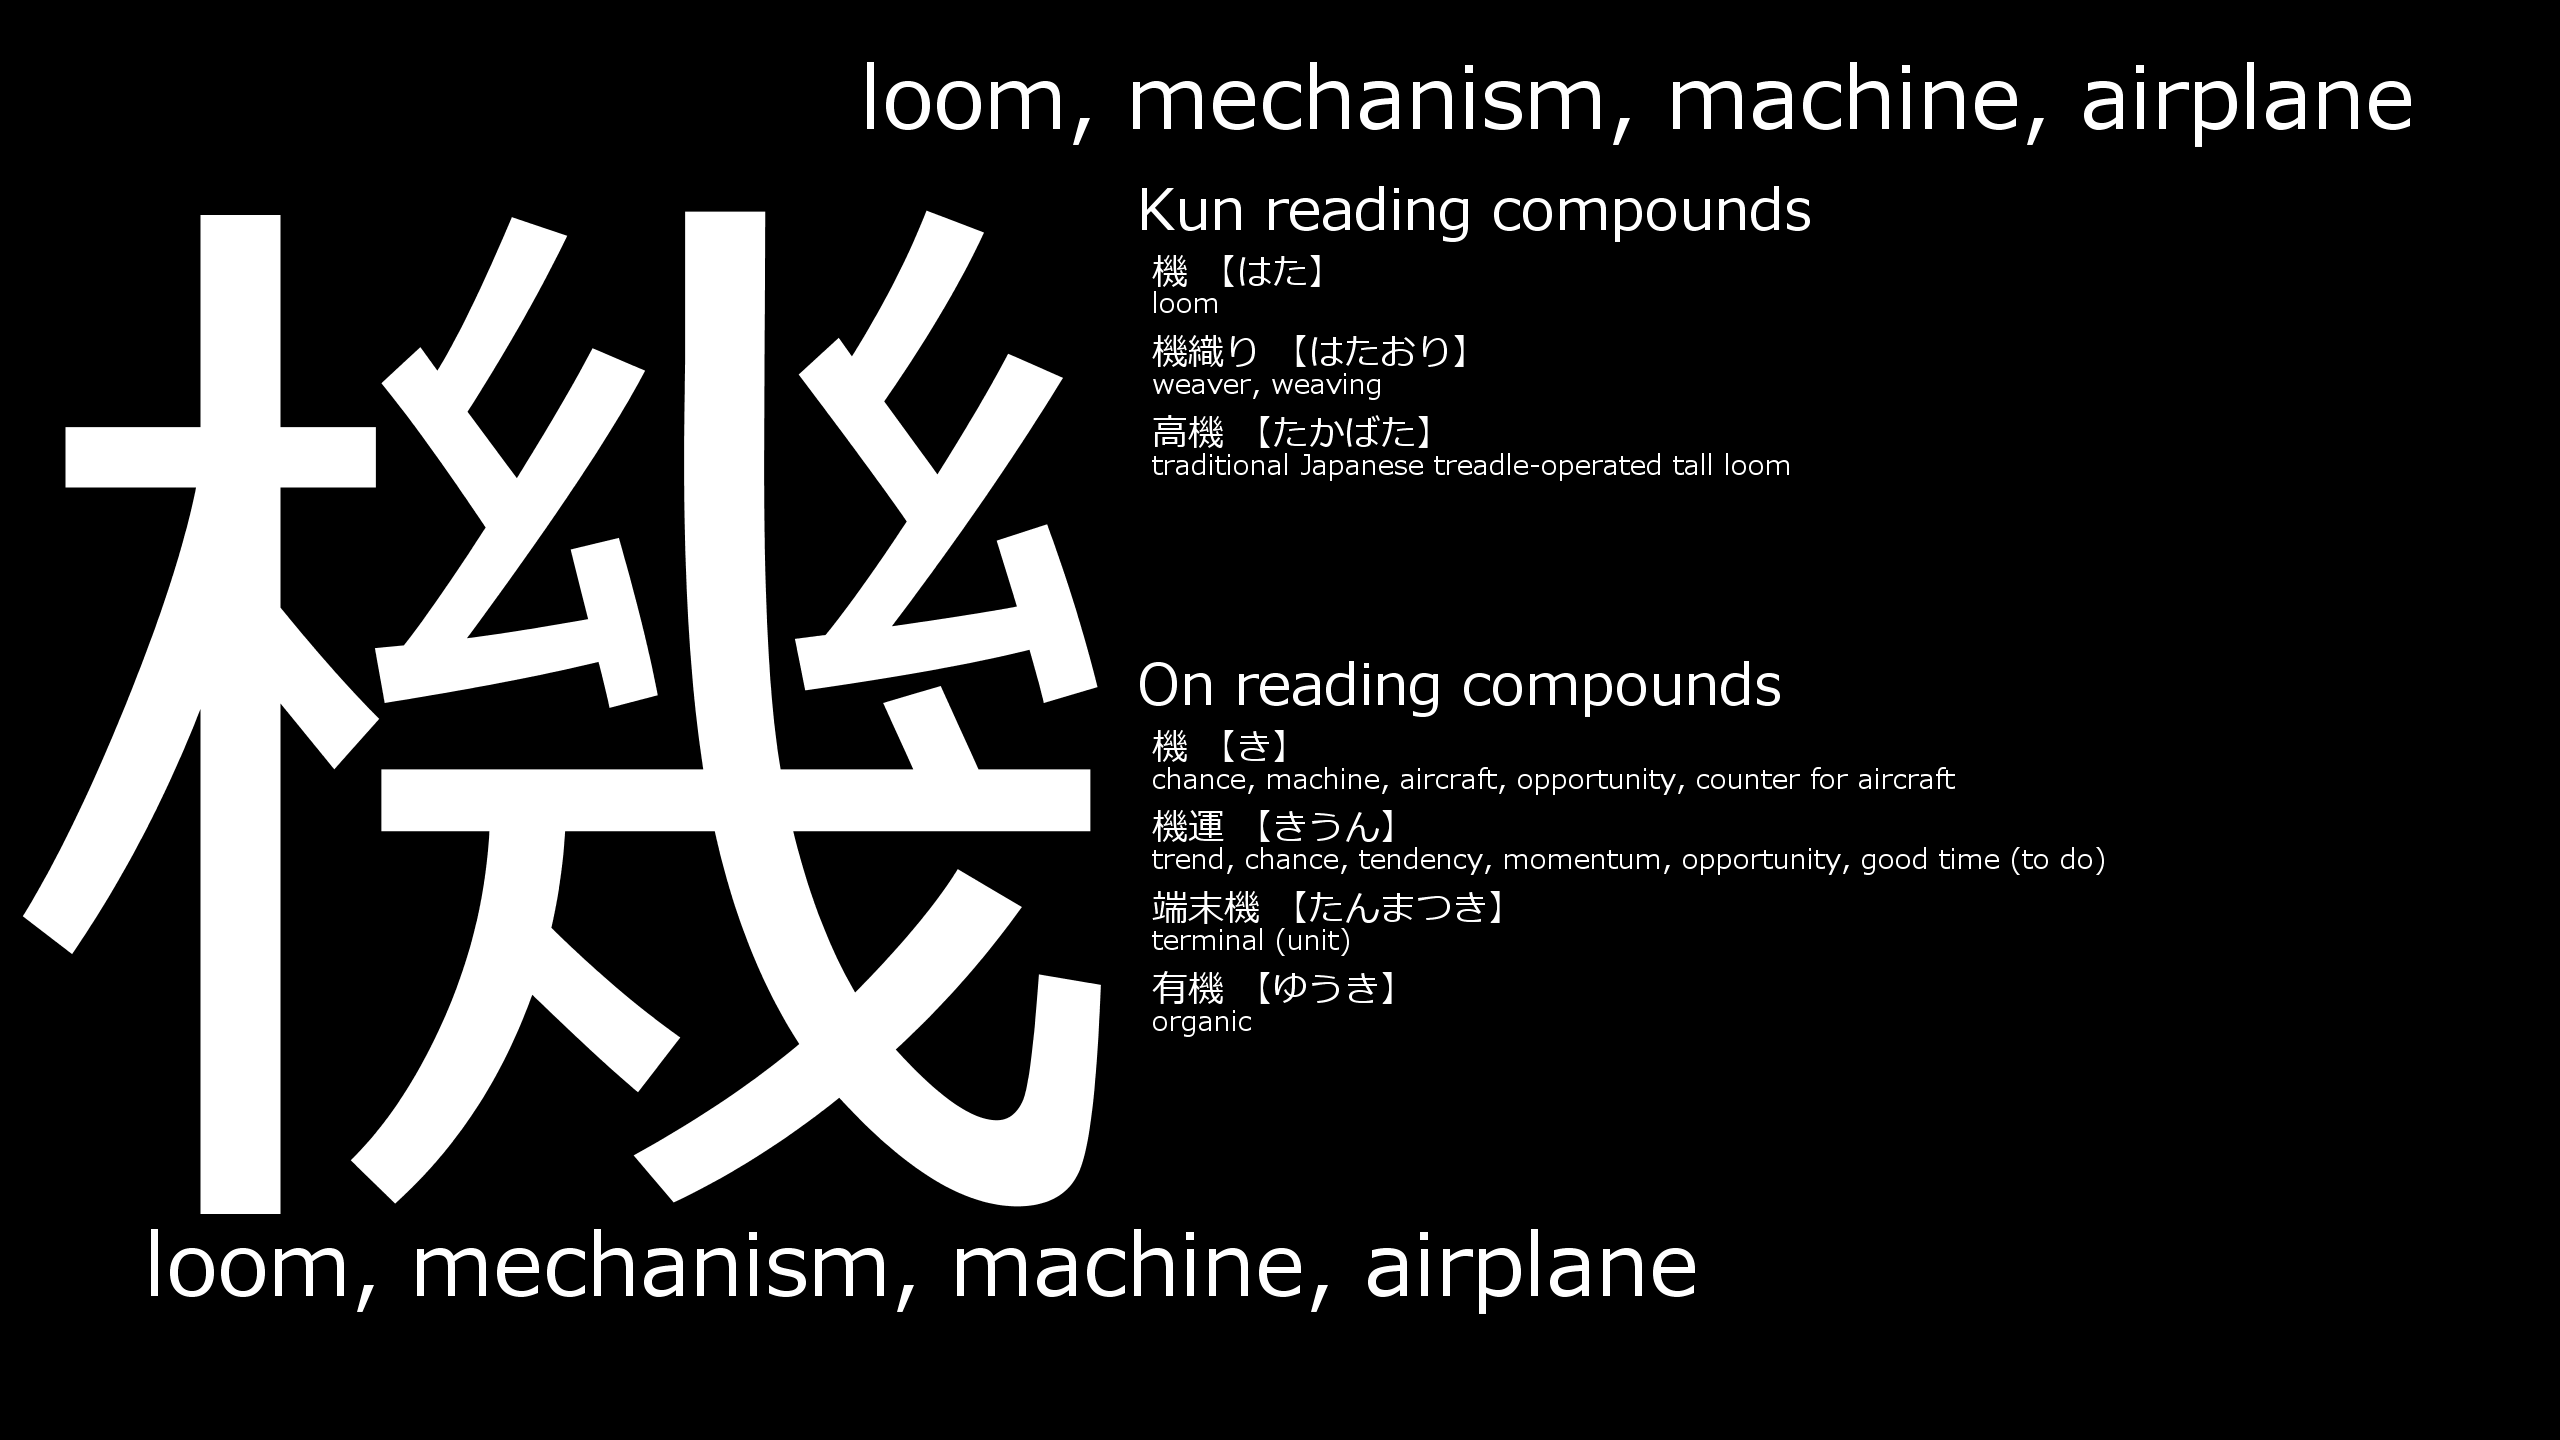 loom, mechanism, machine, airplane
機
Kun reading compounds
機 【はた】
loom
機織り 【はたおり】
weaver, weaving
高機 【たかばた】
traditional Japanese treadle-operated tall loom
On reading compounds
機 【き】
chance, machine, aircraft, opportunity, counter for aircraft
機運 【きうん】
trend, chance, tendency, momentum, opportunity, good time (to do)
端末機 【たんまつき】
terminal (unit)
有機 【ゆうき】
organic
loom, mechanism, machine, airplane